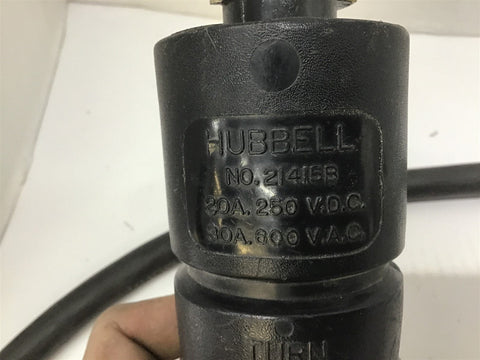 HUBBELL
NO. 21415B
20A. 250 V.D.C.
30A. 600 V.A.C.
TURN